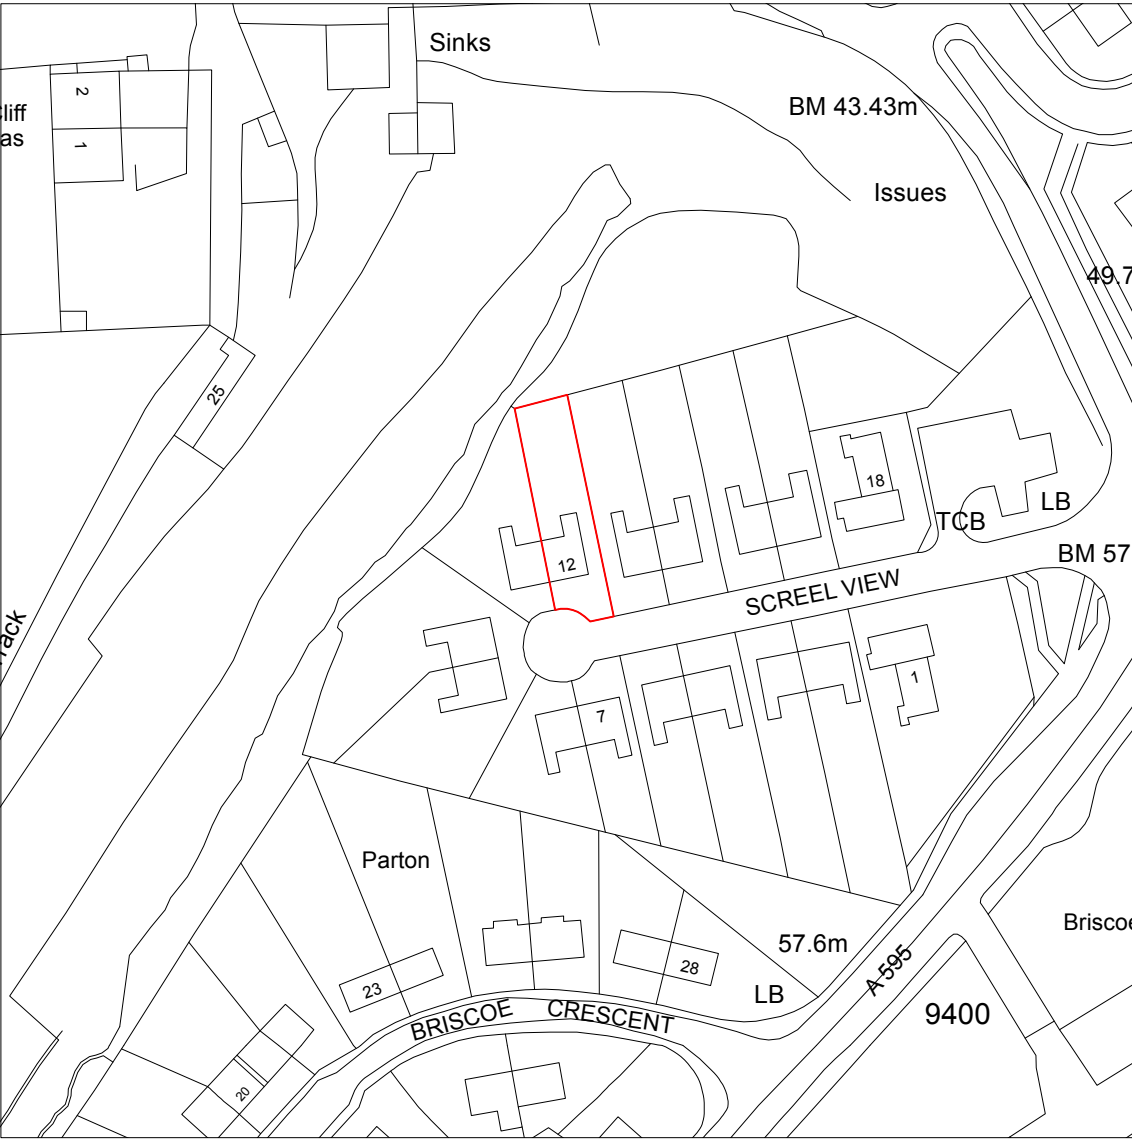 Sinks
BM 43.43m
2
1
Issues
49.7
25
18
TCB
LB
BM 57
12
SCREEL VIEW
7
1
Parton
Briscoe
57.6m
A 595
28
23
LB
9400
BRISCOE CRESCENT
20